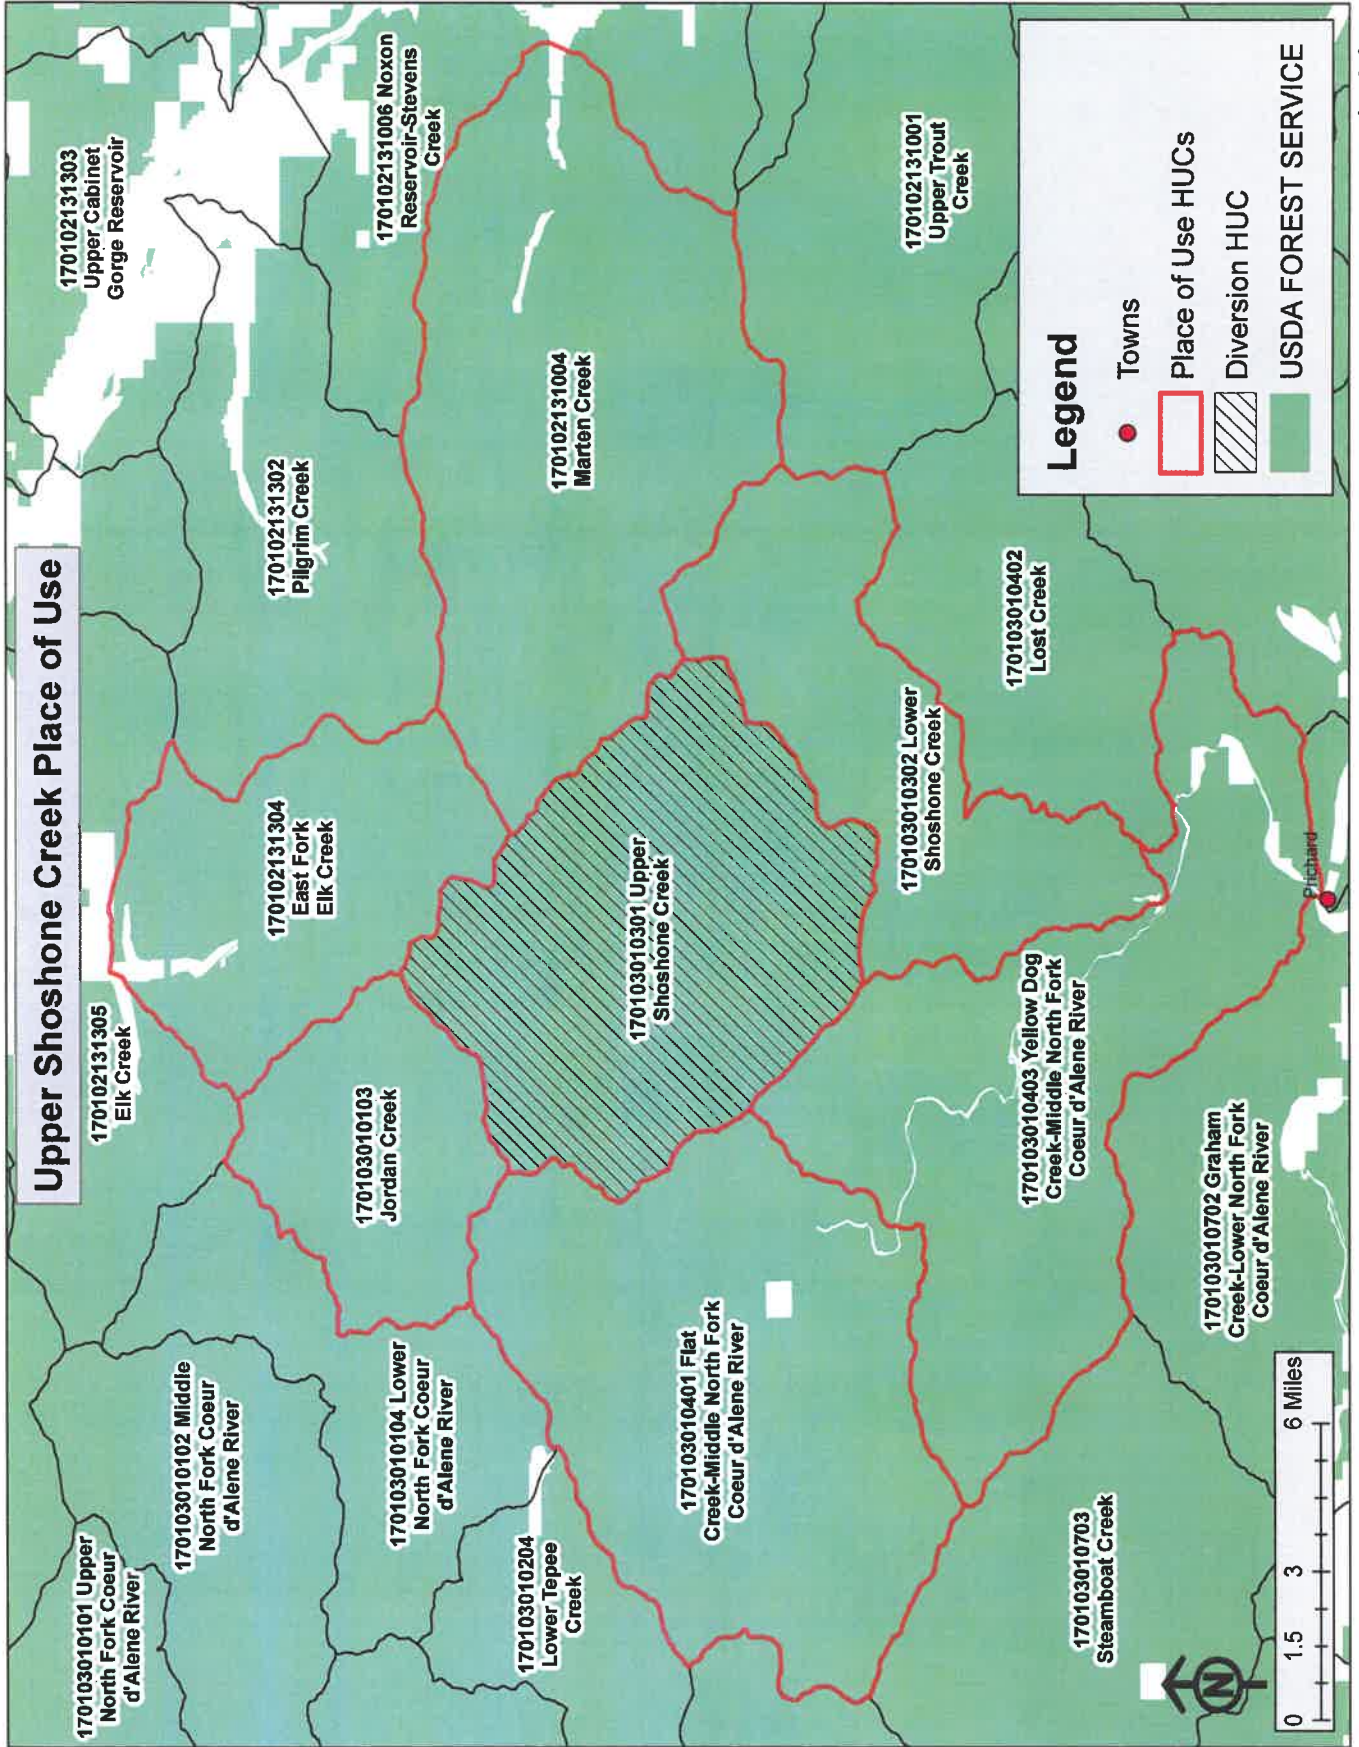 Upper Shoshone Creek Place of Use
170103010101 Upper
North Fork Coeur
d'Alene River
170103010102 Middle
North Fork Coeur
d'Alene River
170102131305
Elk Creek
170102131303
Upper Cabinet
Gorge Reservoir
170102131302
Pilgrim Creek
170102131304
East Fork
Elk Creek
170103010103
Jordan Creek
170103010104 Lower
North Fork Coeur
d'Alene River
170102131006 Noxon
Reservoir-Stevens
Creek
170103010204
Lower Tepee
Creek
170102131004
Marten Creek
170103010301 Upper
Shoshone Creek
170103010401 Flat
Creek-Middle North Fork
Coeur d'Alene River
170103010302 Lower
Shoshone Creek
170102131001
Upper Trout
Creek
170103010402
Lost Creek
170103010403 Yellow Dog
Creek-Middle North Fork
Coeur d'Alene River
170103010703
Steamboat Creek
170103010702 Graham
Creek-Lower North Fork
Coeur d'Alene River
Prichard
N
0 1.5 3 6 Miles
Legend
Towns
Place of Use HUCs
Diversion HUC
USDA FOREST SERVICE